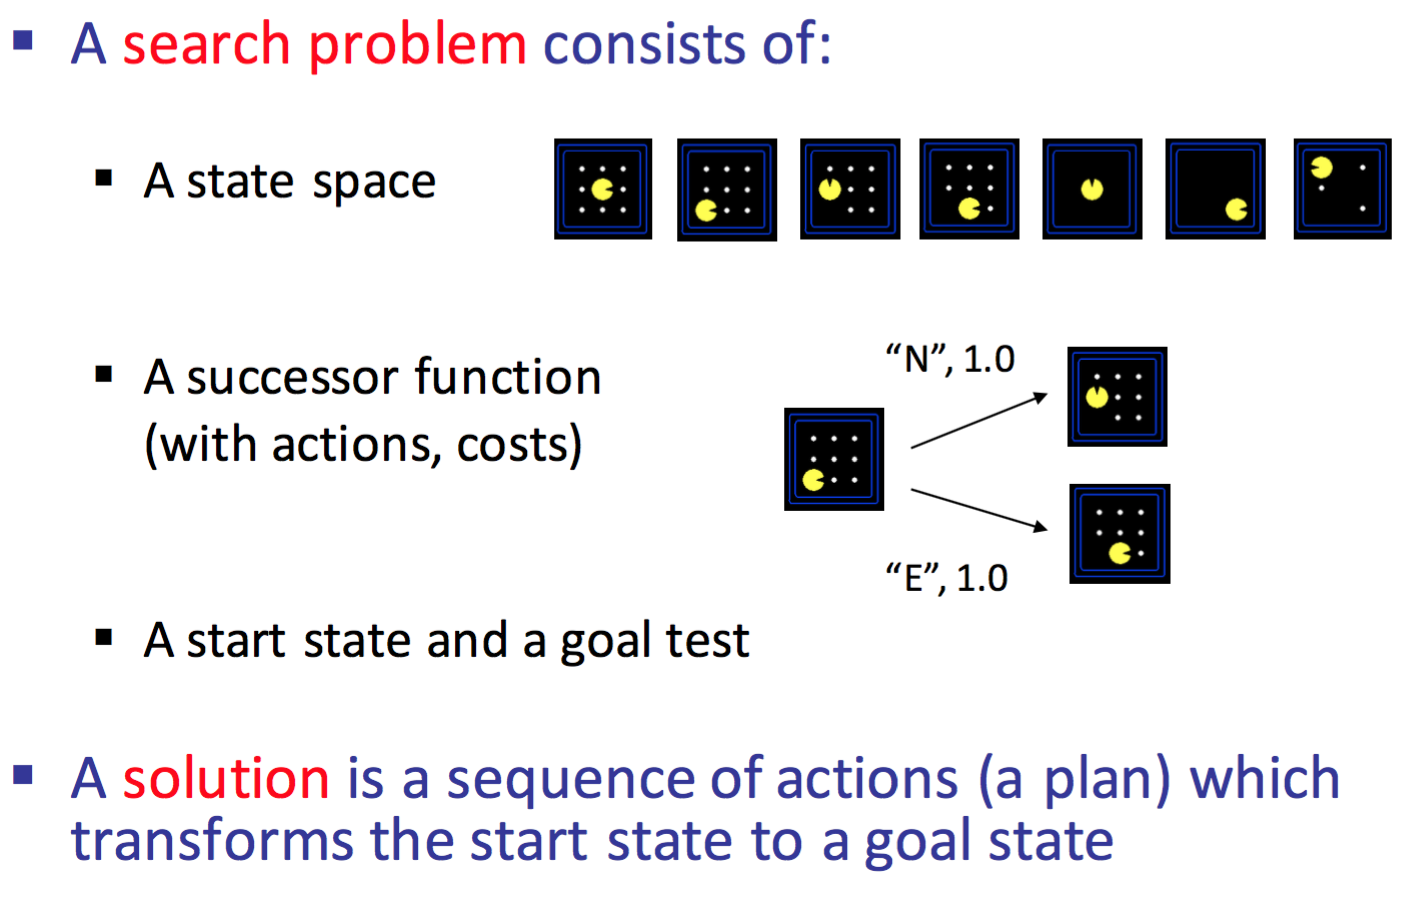 ▪ A search problem consists of:
▪ A state space
▪ A successor function
(with actions, costs)
“N”, 1.0
“E”, 1.0
▪ A start state and a goal test
▪ A solution is a sequence of actions (a plan) which
transforms the start state to a goal state